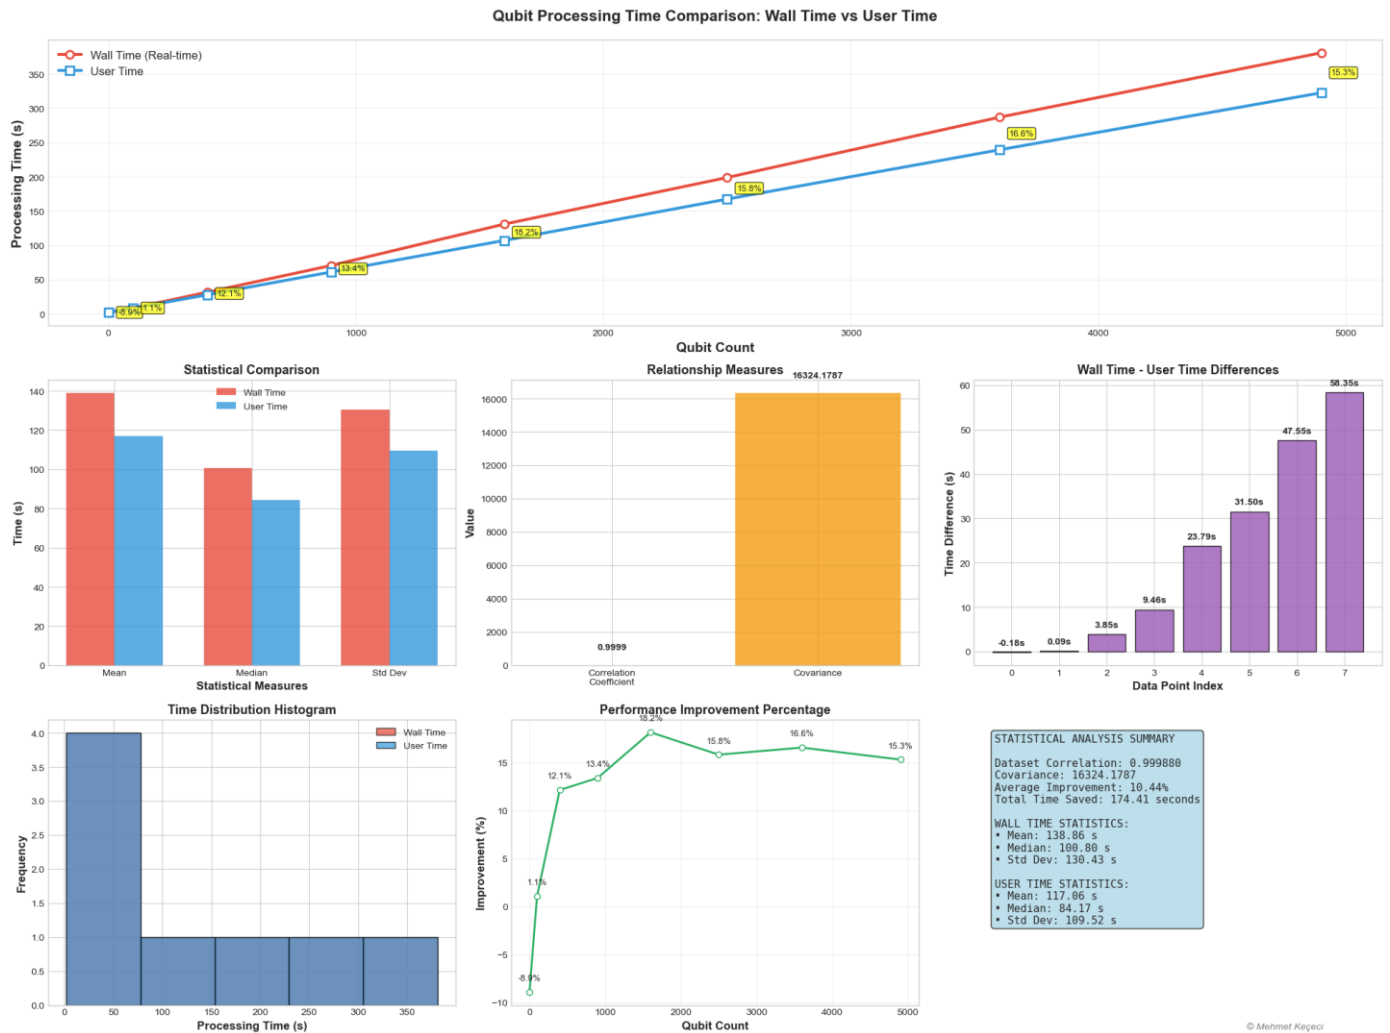 Qubit Processing Time Comparison: Wall Time vs User Time
Wall Time (Real-time)
User Time
Processing Time (s)
350
300
250
200
150
100
50
0
-8.9%
1.1%
12.1%
13.4%
18.2%
15.8%
16.6%
15.3%
0
1000
2000
3000
4000
5000
Qubit Count
Statistical Comparison
Wall Time
User Time
Time (s)
140
120
100
80
60
40
20
0
Mean
Median
Std Dev
Statistical Measures
Relationship Measures
16324.1787
Value
16000
14000
12000
10000
8000
6000
4000
2000
0
0.9999
Correlation
Coefficient
Covariance
Wall Time - User Time Differences
Time Difference (s)
60
50
40
30
20
10
0
-0.18s
0.09s
3.85s
9.46s
23.79s
31.50s
47.55s
58.35s
0
1
2
3
4
5
6
7
Data Point Index
Time Distribution Histogram
Wall Time
User Time
Frequency
4.0
3.5
3.0
2.5
2.0
1.5
1.0
0.5
0.0
0
50
100
150
200
250
300
350
Processing Time (s)
Performance Improvement Percentage
Improvement (%)
15
10
5
0
−5
−10
-8.9%
1.1%
12.1%
13.4%
18.2%
15.8%
16.6%
15.3%
0
1000
2000
3000
4000
5000
Qubit Count
STATISTICAL ANALYSIS SUMMARY
Dataset Correlation: 0.999880
Covariance: 16324.1787
Average Improvement: 10.44%
Total Time Saved: 174.41 seconds
WALL TIME STATISTICS:
• Mean: 138.86 s
• Median: 100.80 s
• Std Dev: 130.43 s
USER TIME STATISTICS:
• Mean: 117.06 s
• Median: 84.17 s
• Std Dev: 109.52 s
© Mehmet Keçeci